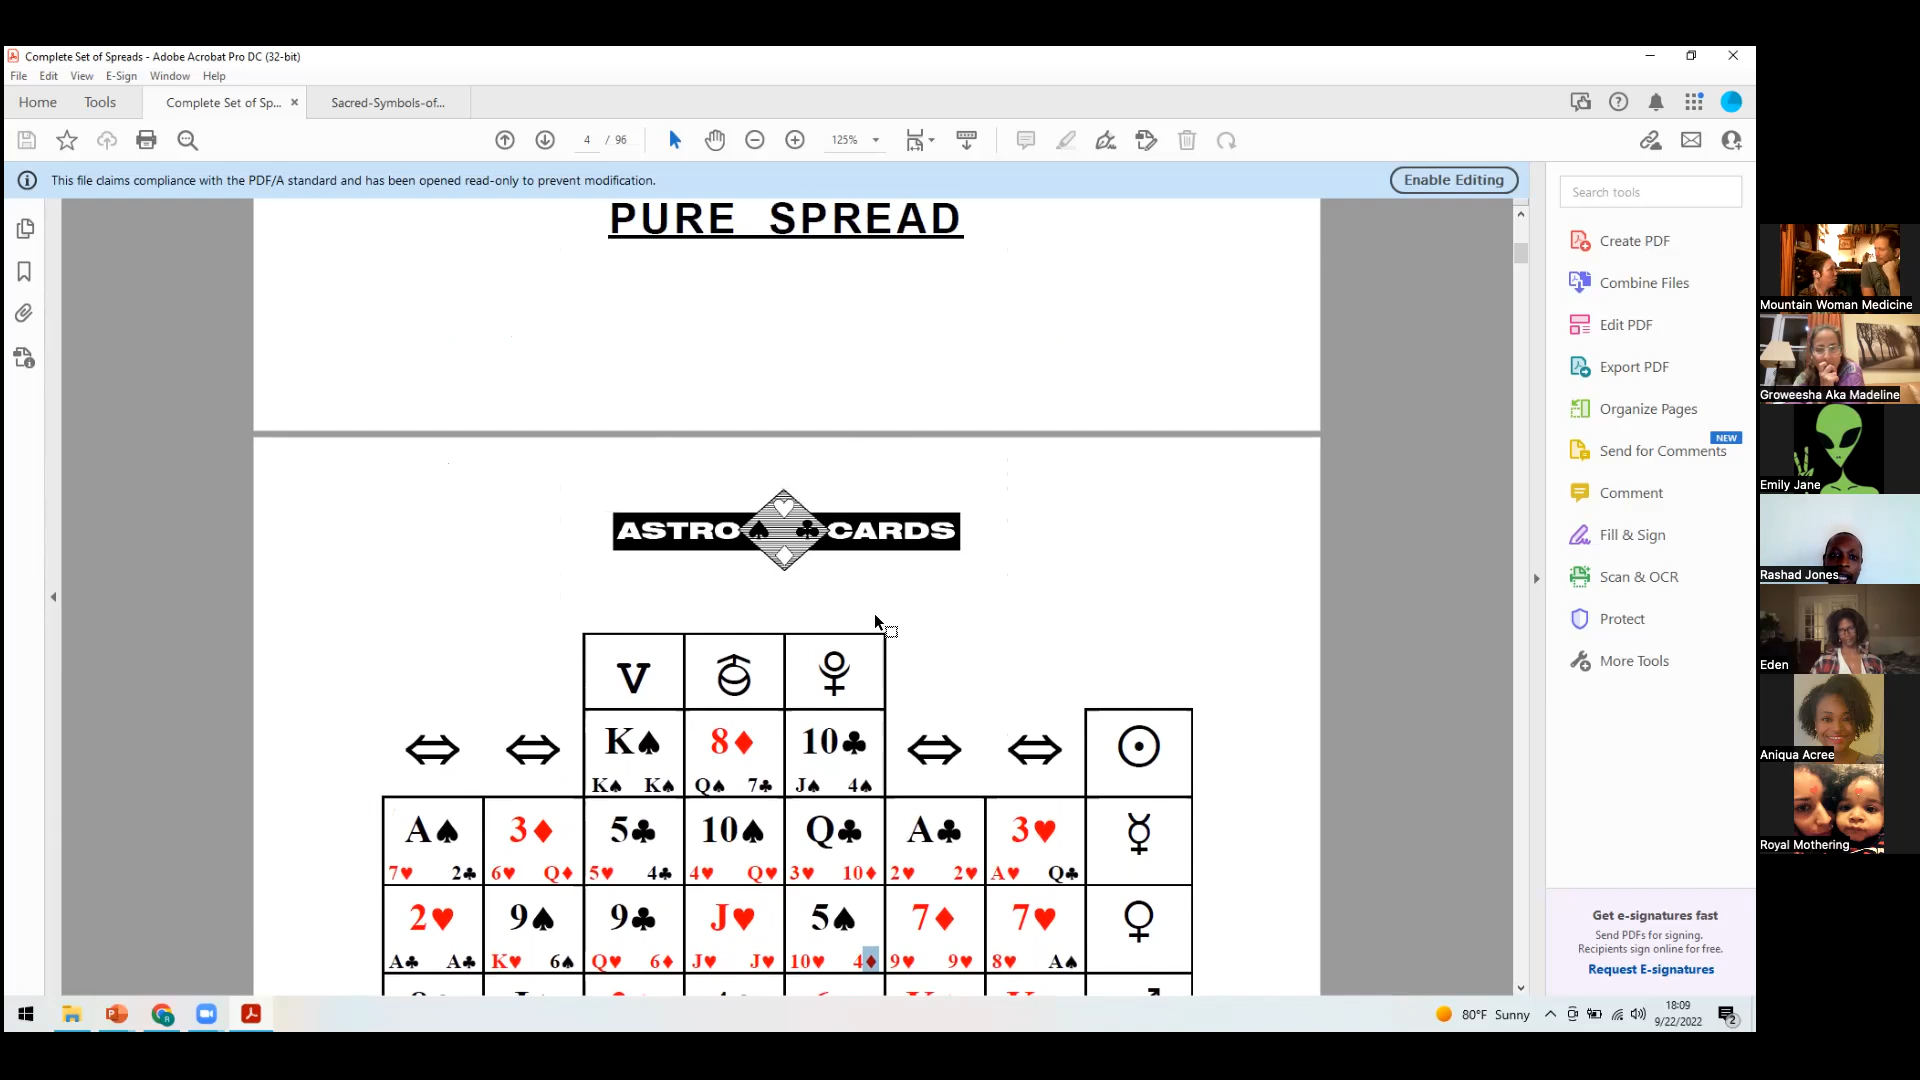 Complete Set of Spreads - Adobe Acrobat Pro DC (32-bit)
File Edit View E-Sign Window Help
Home Tools Complete Set of Sp... × Sacred-Symbols-of...
4 / 96 125%
This file claims compliance with the PDF/A standard and has been opened read-only to prevent modification. Enable Editing
PURE SPREAD
ASTRO CARDS
V
K♠ 8♦ 10♣
K♠ K♠ Q♠ 7♣ J♠ 4♠
A♠ 3♦ 5♣ 10♠ Q♣ A♣ 3♥
7♥ 2♣ 6♥ Q♦ 5♥ 4♣ 4♥ Q♥ 3♥ 10♦ 2♥ 2♥ A♥ Q♣
2♥ 9♠ 9♣ J♥ 5♠ 7♦ 7♥
A♣ A♣ K♥ 6♠ Q♥ 6♦ J♥ J♥ 10♥ 4♦ 9♥ 9♥ 8♥ A♠
Search tools
Create PDF
Combine Files
Edit PDF
Export PDF
Organize Pages
NEW
Send for Comments
Comment
Fill & Sign
Scan & OCR
Protect
More Tools
Get e-signatures fast
Send PDFs for signing.
Recipients sign online for free.
Request E-signatures
Mountain Woman Medicine
Groweesha Aka Madeline
Emily Jane
Rashad Jones
Eden
Aniqua Acree
Royal Mothering
80°F Sunny
18:09
9/22/2022
2